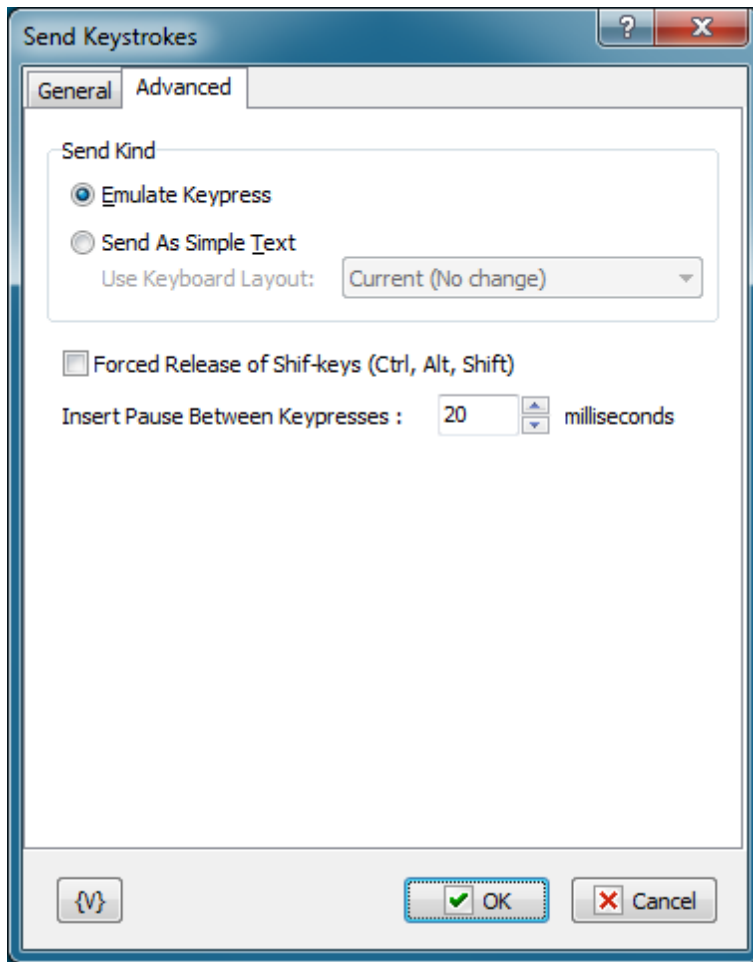 Send Keystrokes
?
General Advanced
Send Kind
Emulate Keypress
Send As Simple Text
Use Keyboard Layout: Current (No change)
Forced Release of Shif-keys (Ctrl, Alt, Shift)
Insert Pause Between Keypresses : 20 milliseconds
{V} OK Cancel